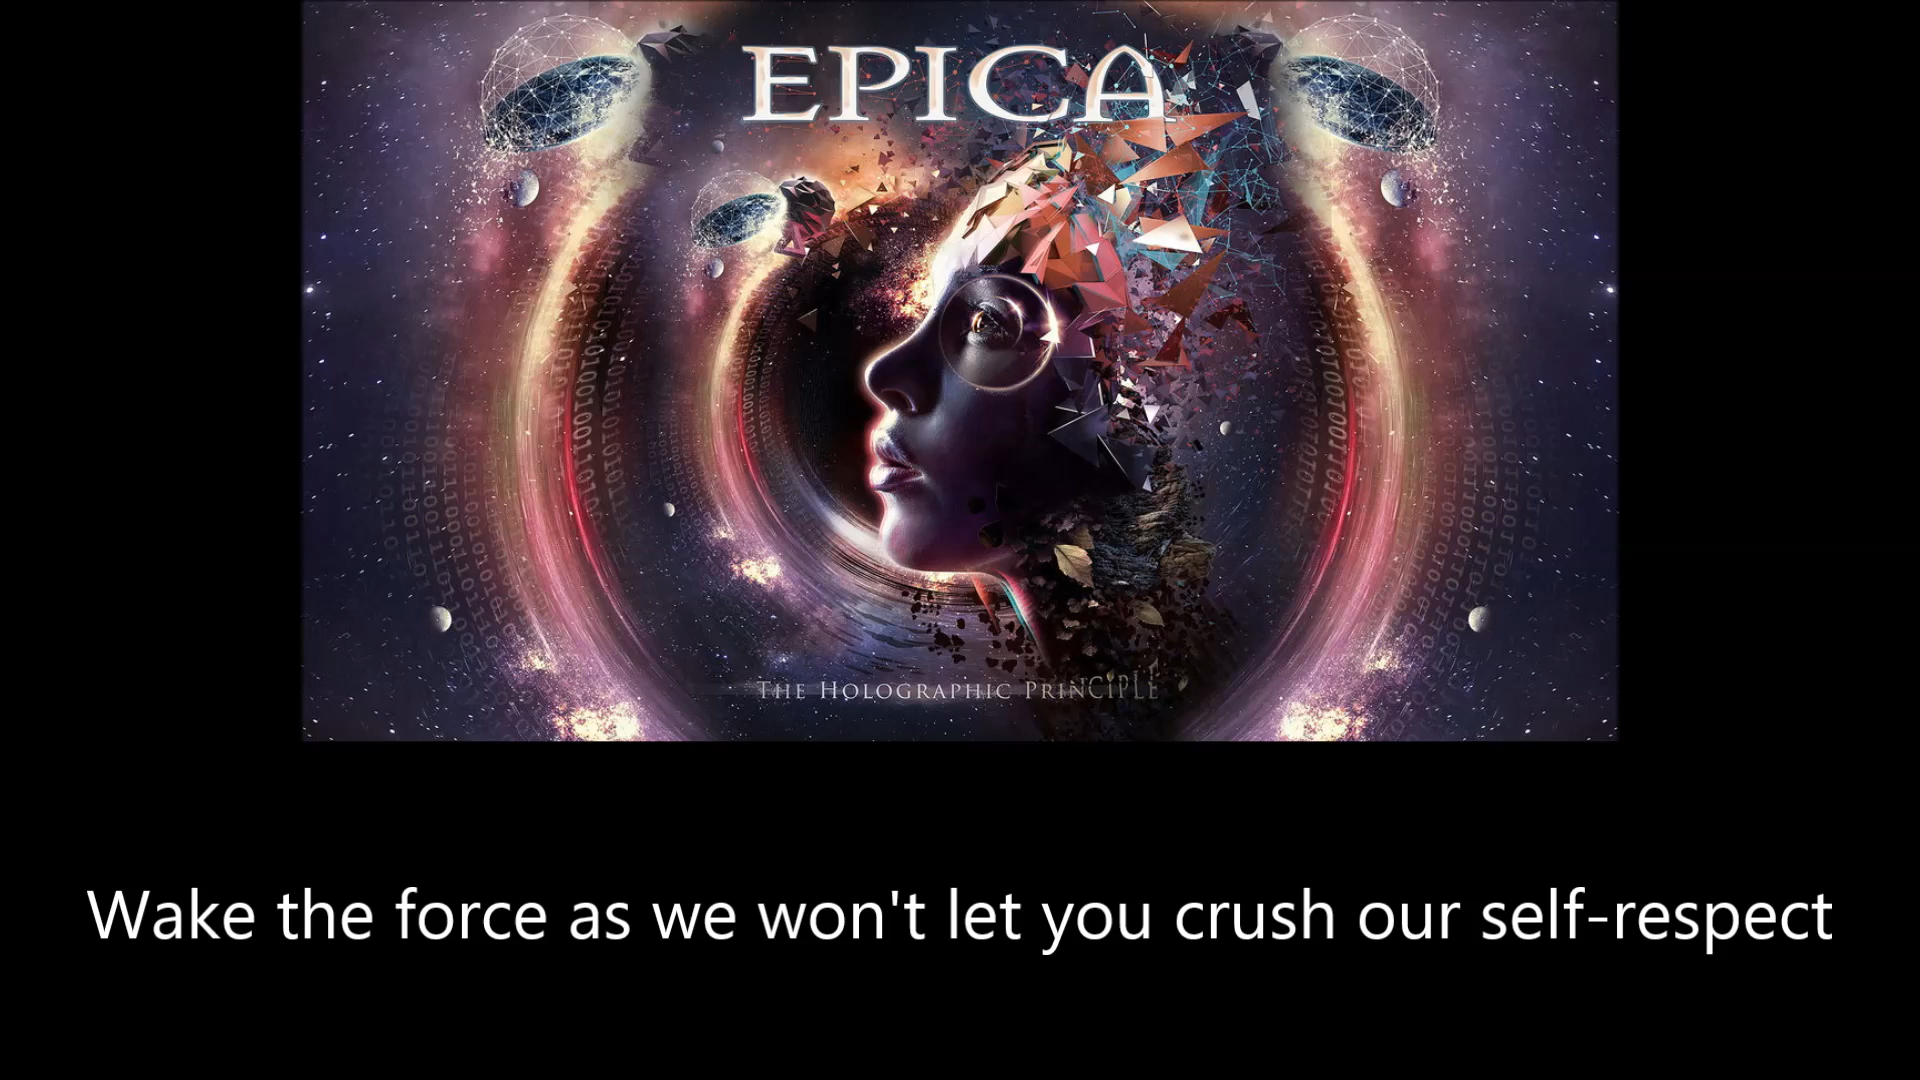 EPICA
The Holographic Principle
Wake the force as we won't let you crush our self-respect